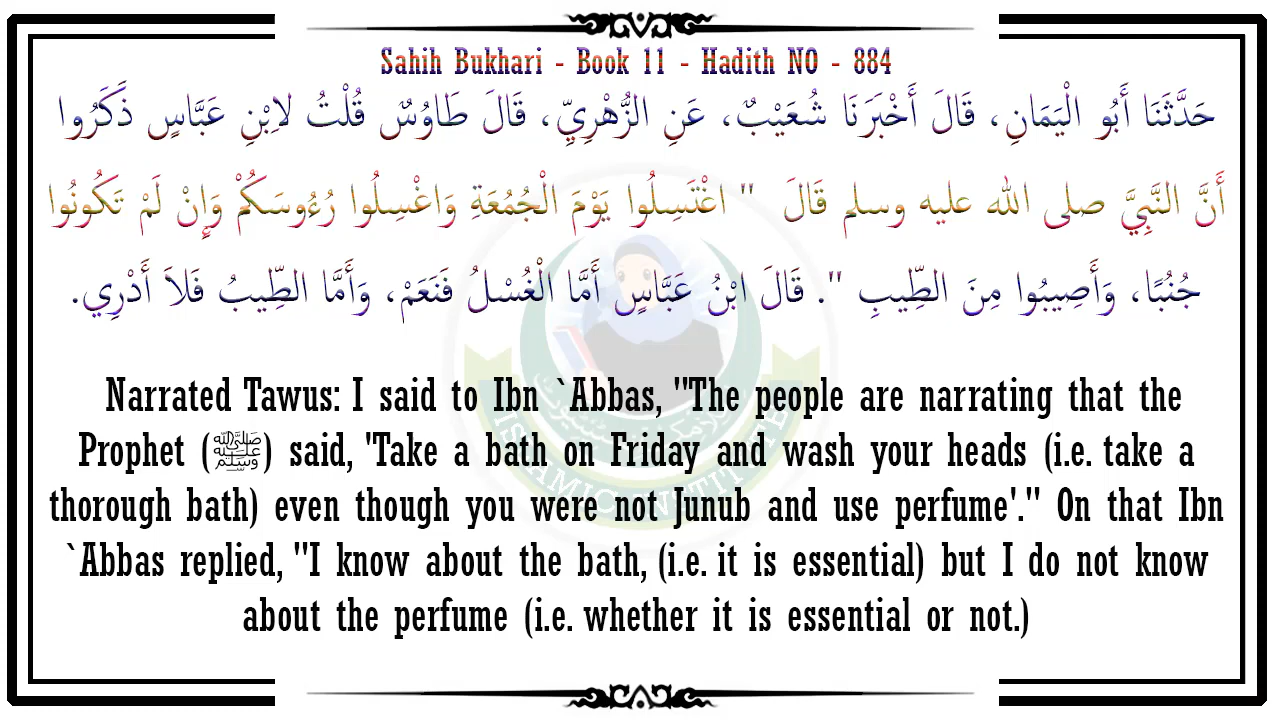 Sahih Bukhari - Book 11 - Hadith NO - 884
حَدَّثَنَا أَبُو الْيَمَانِ، قَالَ أَخْبَرَنَا شُعَيْبٌ، عَنِ الزُّهْرِيِّ، قَالَ طَاوُسٌ قُلْتُ لاِبْنِ عَبَّاسٍ ذَكَرُوا
أَنَّ النَّبِيَّ صلى الله عليه وسلم قَالَ " اغْتَسِلُوا يَوْمَ الْجُمُعَةِ وَاغْسِلُوا رُءُوسَكُمْ وَإِنْ لَمْ تَكُونُوا
جُنُبًا، وَأَصِيبُوا مِنَ الطِّيبِ ". قَالَ ابْنُ عَبَّاسٍ أَمَّا الْغُسْلُ فَنَعَمْ، وَأَمَّا الطِّيبُ فَلاَ أَدْرِي.
Narrated Tawus: I said to Ibn `Abbas, "The people are narrating that the
Prophet (ﷺ) said, 'Take a bath on Friday and wash your heads (i.e. take a
thorough bath) even though you were not Junub and use perfume'." On that Ibn
`Abbas replied, "I know about the bath, (i.e. it is essential) but I do not know
about the perfume (i.e. whether it is essential or not.)